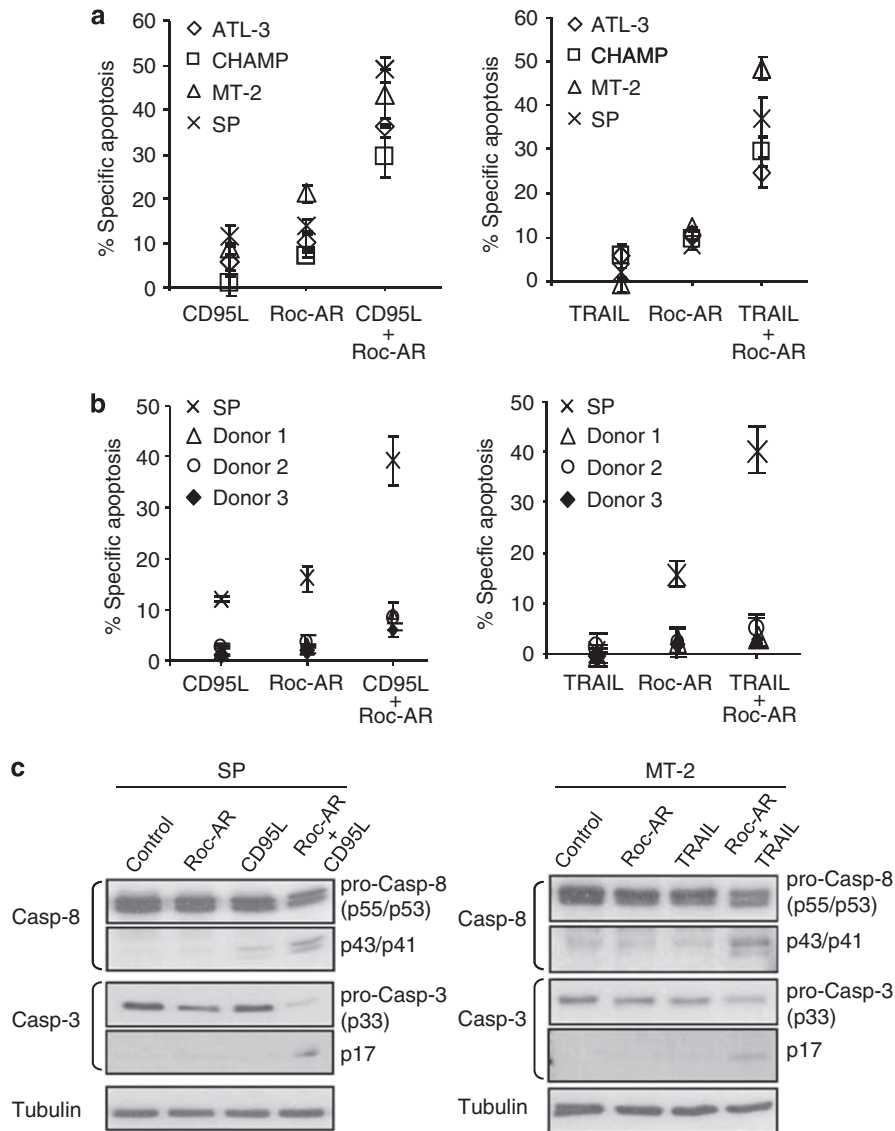 a
60
50
40
30
20
10
0
% Specific apoptosis
ATL-3
CHAMP
MT-2
SP
CD95L
Roc-AR
CD95L
+
Roc-AR
60
50
40
30
20
10
0
% Specific apoptosis
ATL-3
CHAMP
MT-2
SP
TRAIL
Roc-AR
TRAIL
+
Roc-AR
b
50
40
30
20
10
0
% Specific apoptosis
SP
Donor 1
Donor 2
Donor 3
CD95L
Roc-AR
CD95L
+
Roc-AR
50
40
30
20
10
0
% Specfic apoptosis
SP
Donor 1
Donor 2
Donor 3
TRAIL
Roc-AR
TRAIL
+
Roc-AR
c
SP
Control
Roc-AR
CD95L
Roc-AR
+
CD95L
Casp-8
pro-Casp-8
(p55/p53)
p43/p41
Casp-3
pro-Casp-3
(p33)
p17
Tubulin
MT-2
Control
Roc-AR
TRAIL
Roc-AR
+
TRAIL
Casp-8
pro-Casp-8
(p55/p53)
p43/p41
Casp-3
pro-Casp-3
(p33)
p17
Tubulin